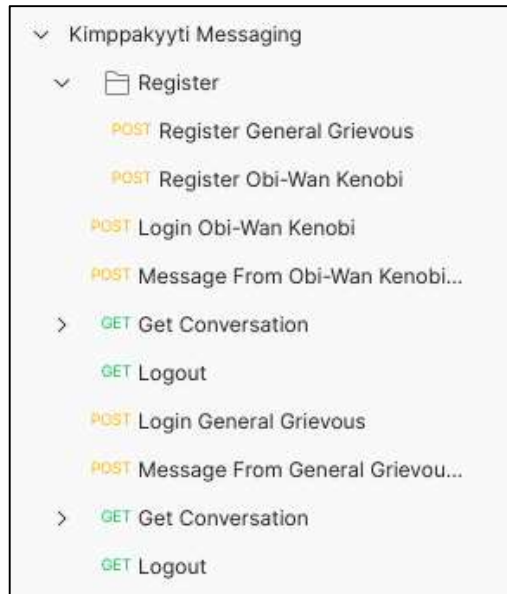 Kimppakyyti Messaging
Register
POST Register General Grievous
POST Register Obi-Wan Kenobi
POST Login Obi-Wan Kenobi
POST Message From Obi-Wan Kenobi...
GET Get Conversation
GET Logout
POST Login General Grievous
POST Message From General Grievou...
GET Get Conversation
GET Logout